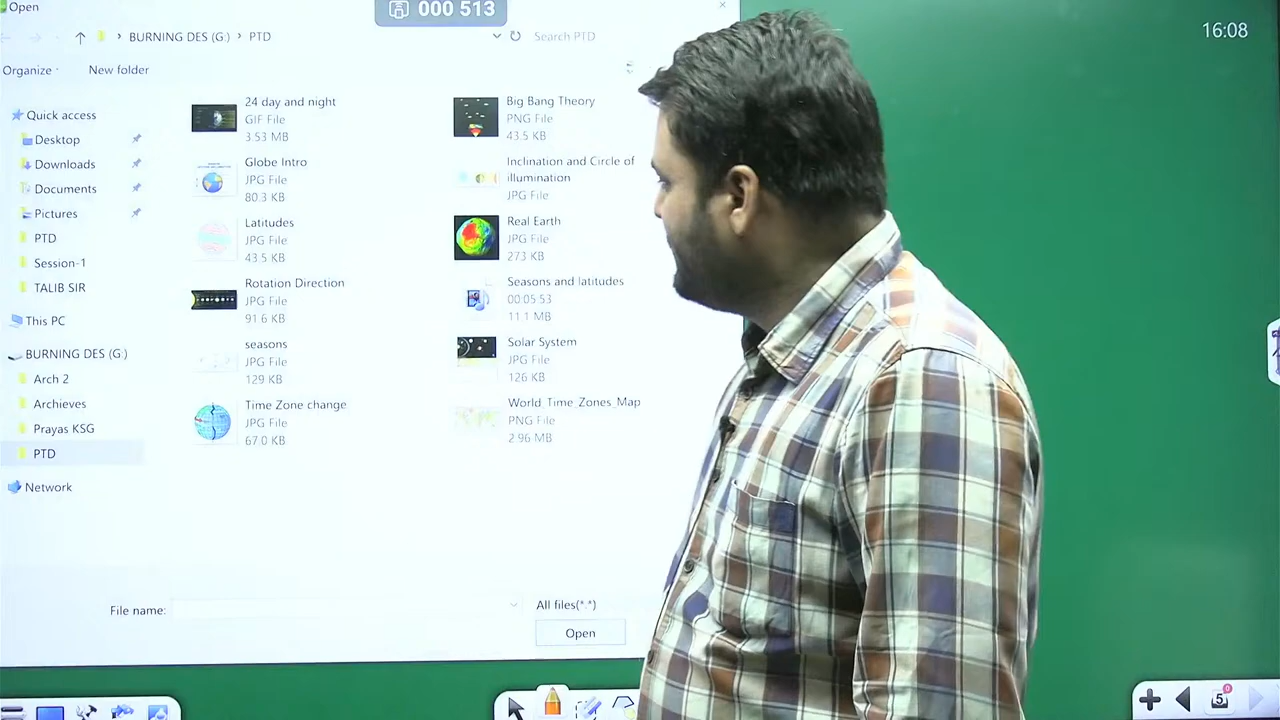 Open
000 513
16:08
BURNING DES (G:) > PTD
Search PTD
Organize
New folder
Quick access
Desktop
Downloads
Documents
Pictures
PTD
Session-1
TALIB SIR
This PC
BURNING DES (G:)
Arch 2
Archieves
Prayas KSG
PTD
Network
24 day and night
GIF File
3.53 MB
Big Bang Theory
PNG File
43.5 KB
Globe Intro
JPG File
80.3 KB
Inclination and Circle of
illumination
JPG File
Latitudes
JPG File
43.5 KB
Real Earth
JPG File
273 KB
Rotation Direction
JPG File
91.6 KB
Seasons and latitudes
00:05:53
11.1 MB
seasons
JPG File
129 KB
Solar System
JPG File
126 KB
Time Zone change
JPG File
67.0 KB
World_Time_Zones_Map
PNG File
2.96 MB
File name:
All files(*.*)
Open
5